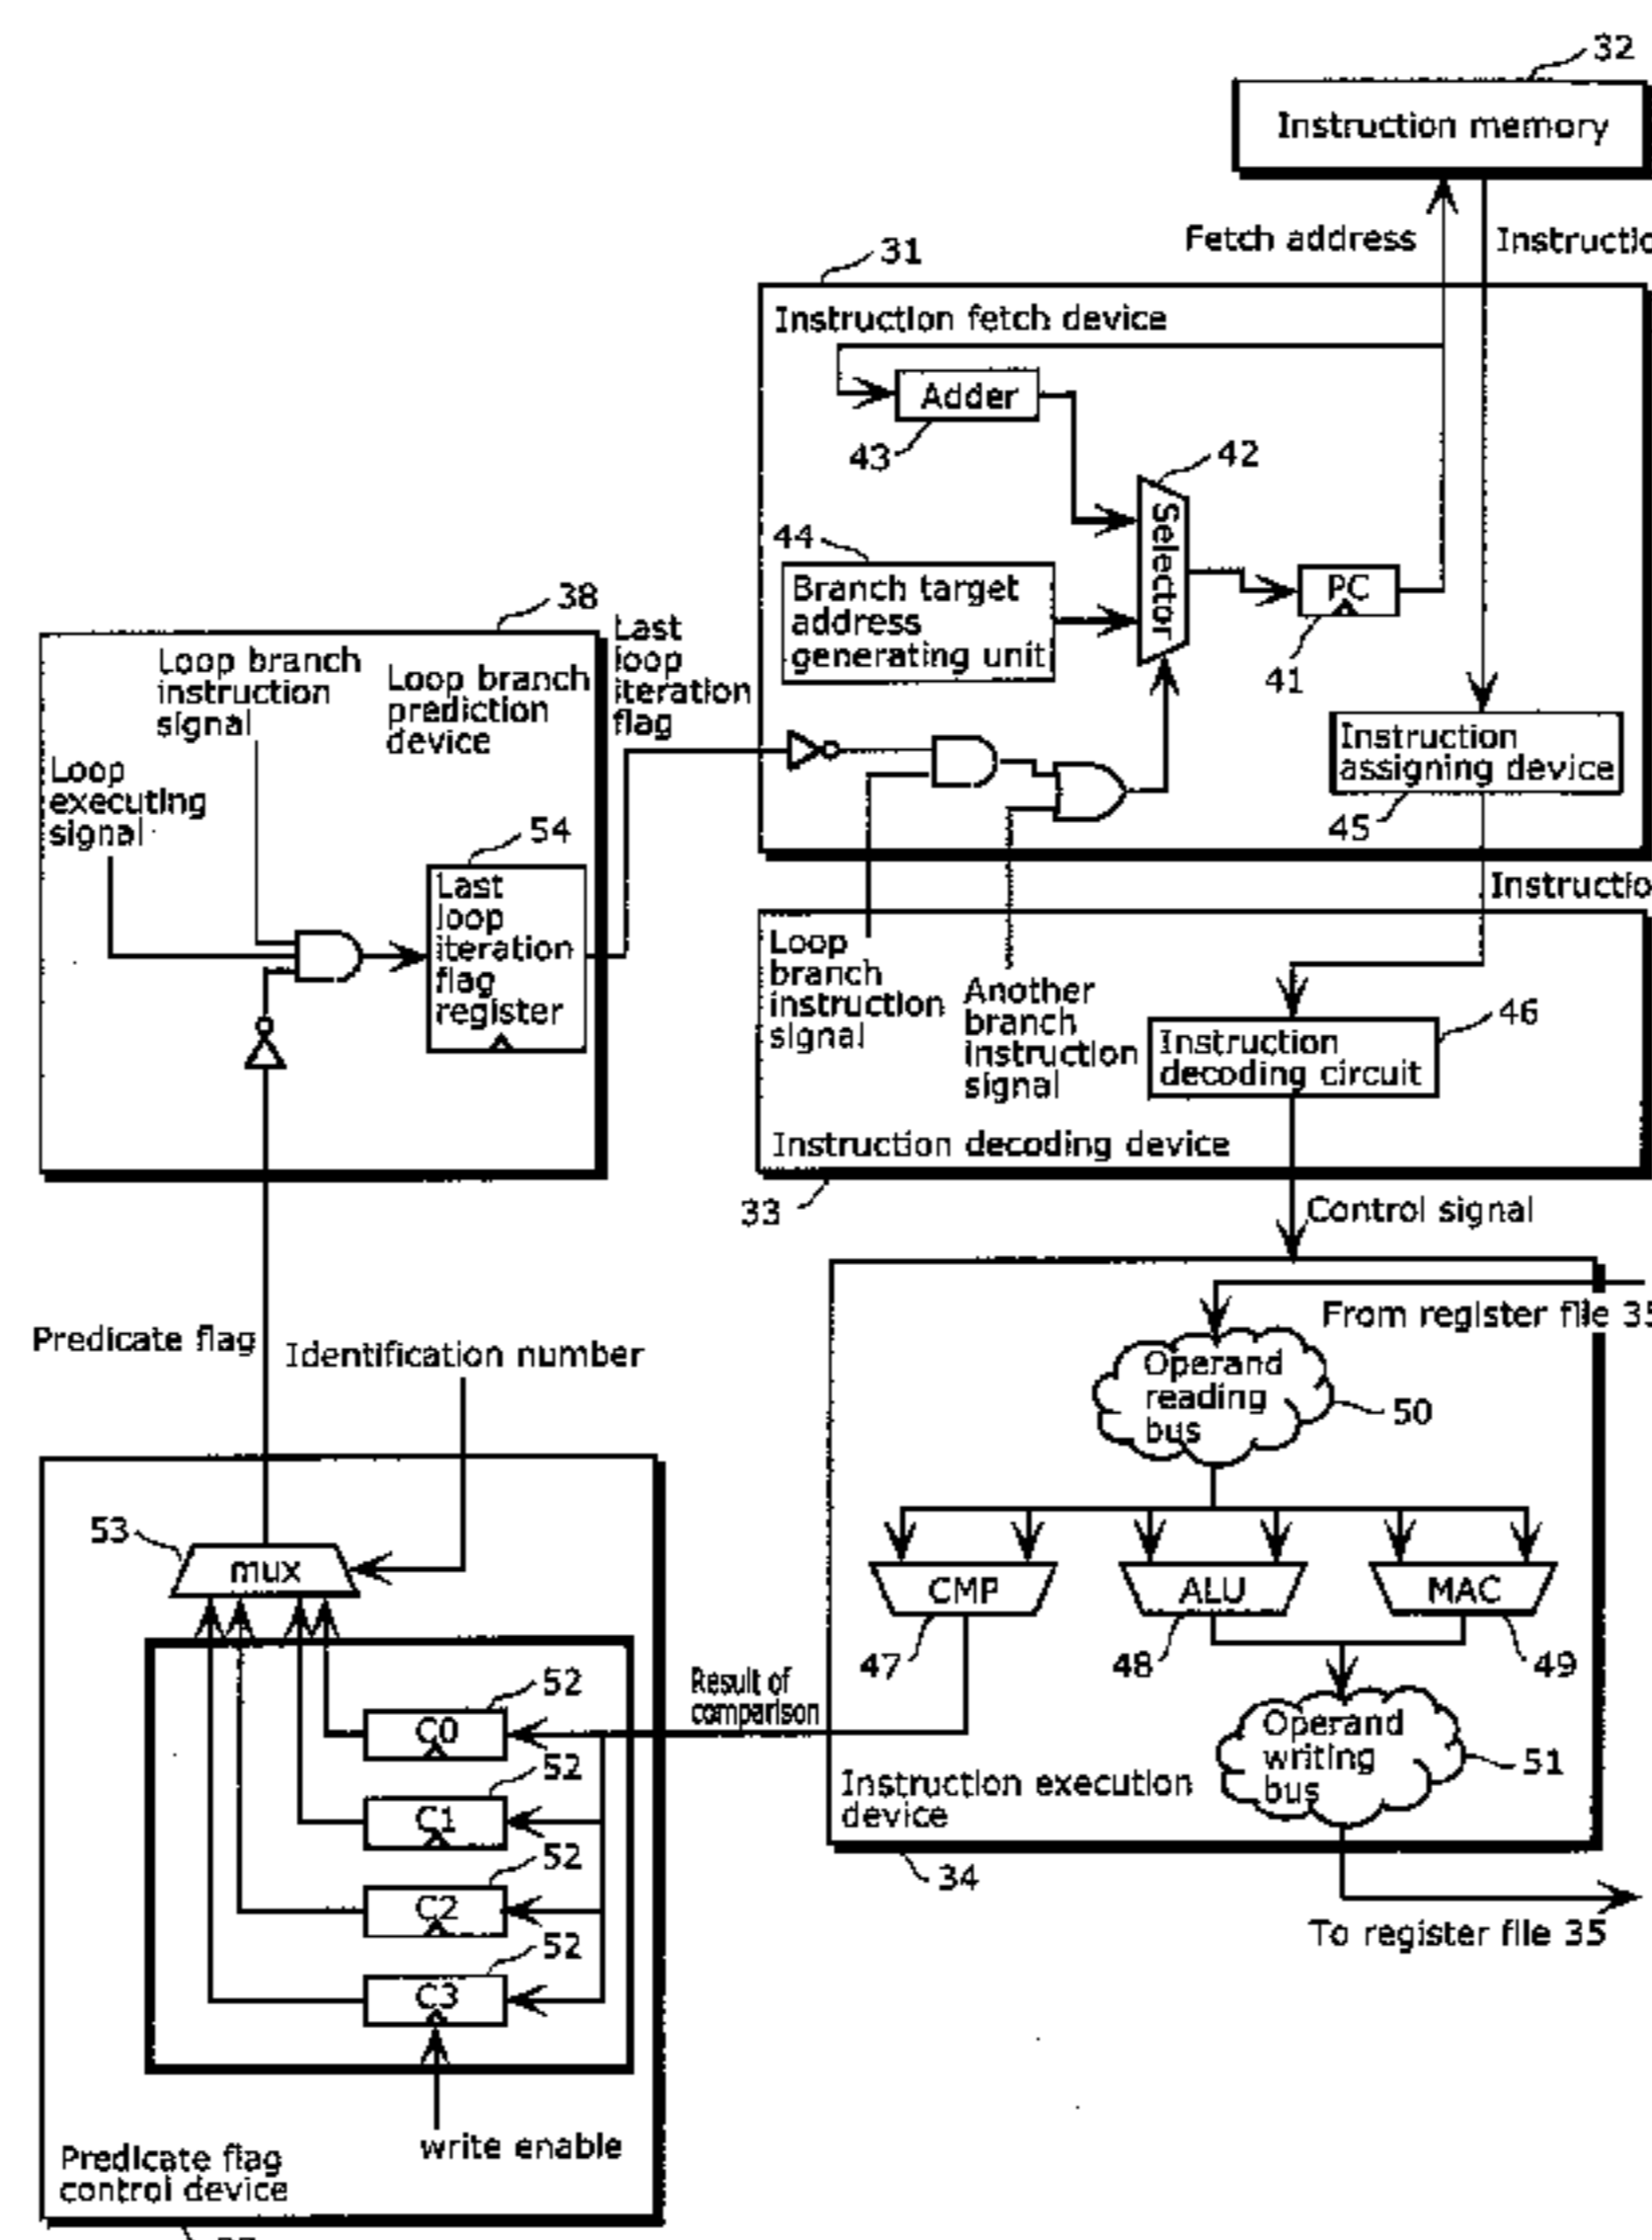 32
Instruction memory
Fetch address
31
Instruction fetch device
Adder
43
42
Selector
44
Branch target
address
generating unit
PC
41
Instruction
assigning device
45
38
Loop branch
instruction
signal
Loop branch
prediction
device
Last
loop
iteration
flag
Loop
executing
signal
54
Last
loop
iteration
flag
register
Loop
branch
instruction
signal
Another
branch
instruction
signal
46
Instruction
decoding circuit
Instruction decoding device
33
Control signal
From register file
Operand
reading
bus
50
Predicate flag
Identification number
53
mux
CMP
ALU
MAC
47
48
49
Result of
comparison
52
C0
52
C1
52
C2
52
C3
Operand
writing
bus
51
Instruction execution
device
34
To register file 35
write enable
Predicate flag
control device